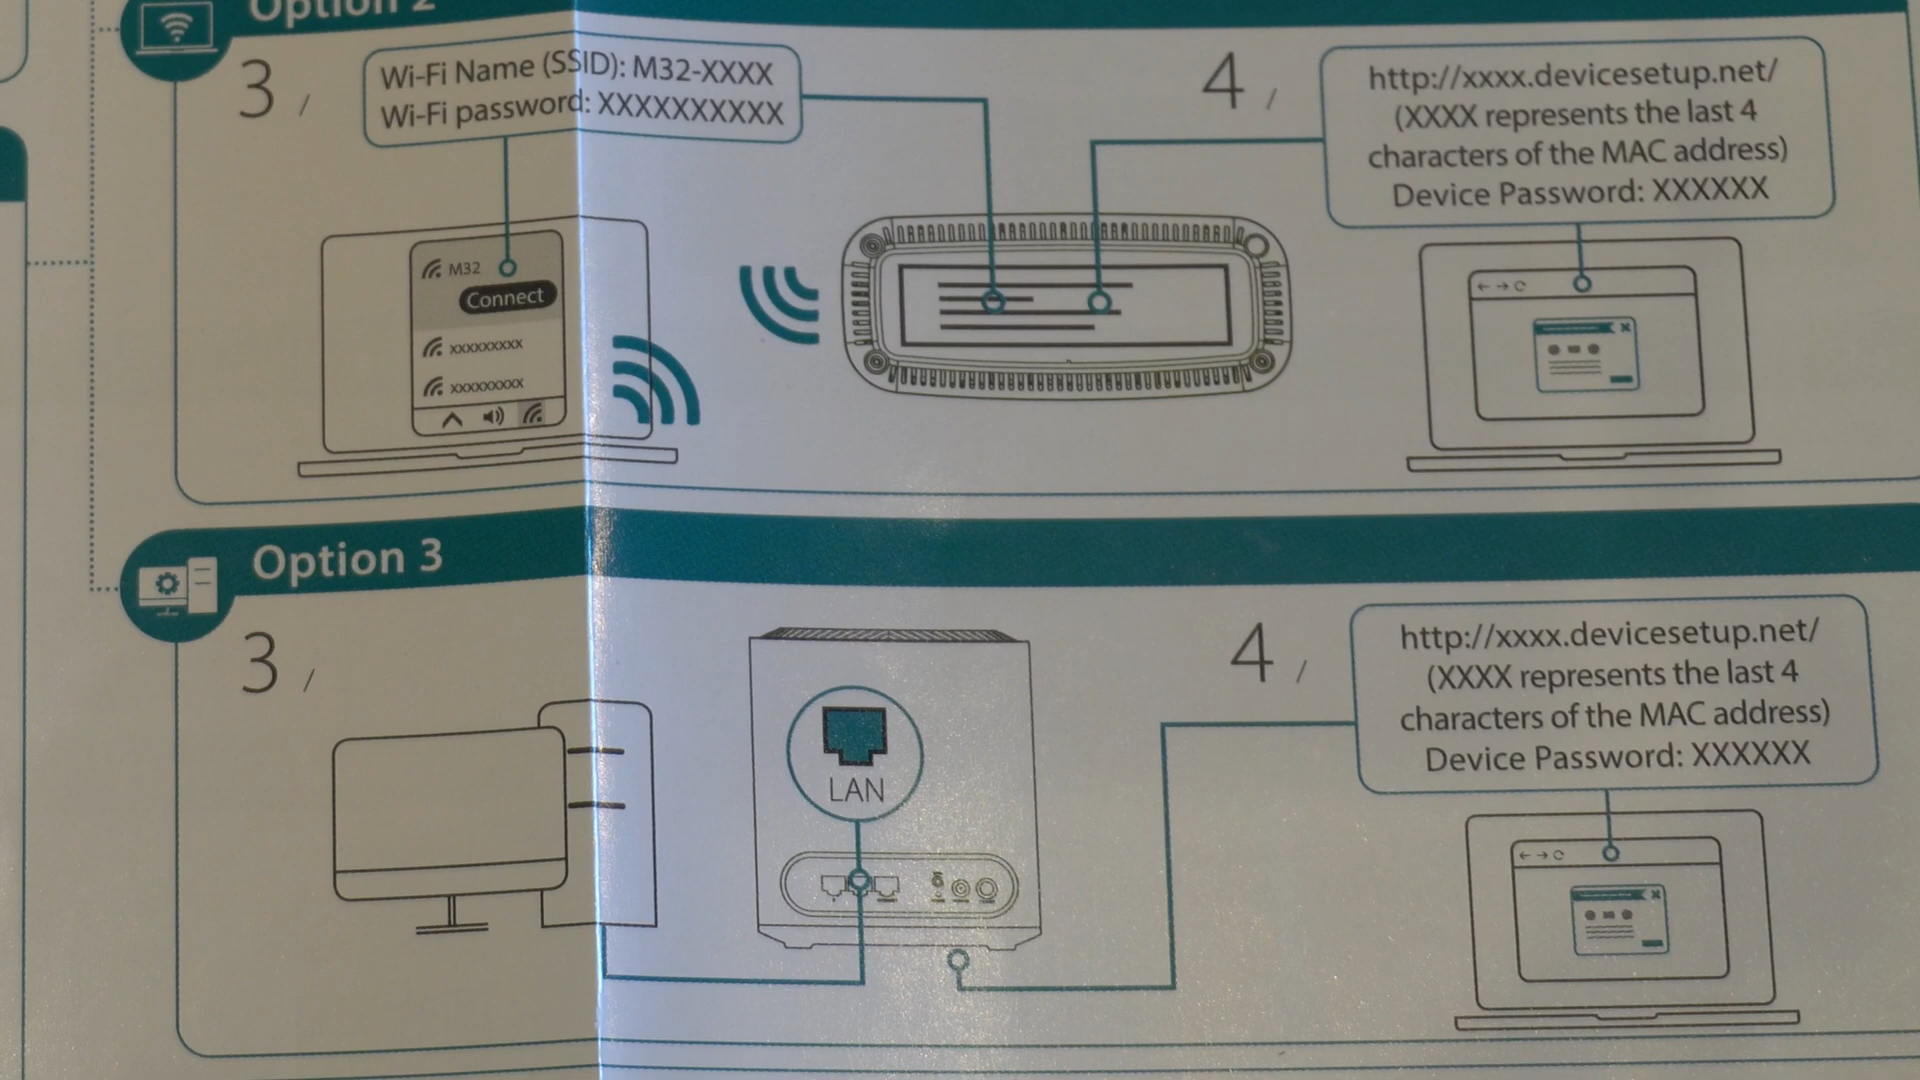 Option 2
3 /
Wi-Fi Name (SSID): M32-XXXX
Wi-Fi password: XXXXXXXXXX
M32
Connect
xxxxxxxxx
xxxxxxxxx
4 /
http://xxxx.devicesetup.net/
(XXXX represents the last 4
characters of the MAC address)
Device Password: XXXXXX
Option 3
3 /
LAN
4 /
http://xxxx.devicesetup.net/
(XXXX represents the last 4
characters of the MAC address)
Device Password: XXXXXX